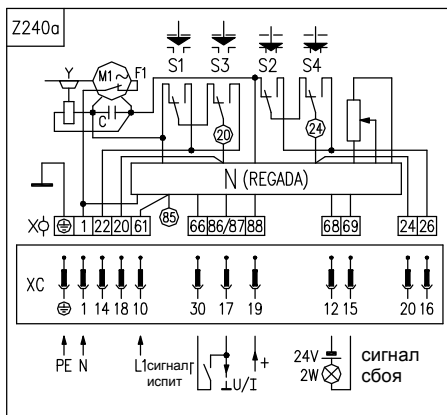 Z240a
S1 S3 S2 S4
Y M1 ~ F1
C
20 24
N (REGADA)
X 1 22 20 61 85 66 86/87 88 68 69 24 26
XC
1 14 18 10 30 17 19 12 15 20 16
PE N L1 сигнал испит U/I + 24V 2W сигнал сбоя